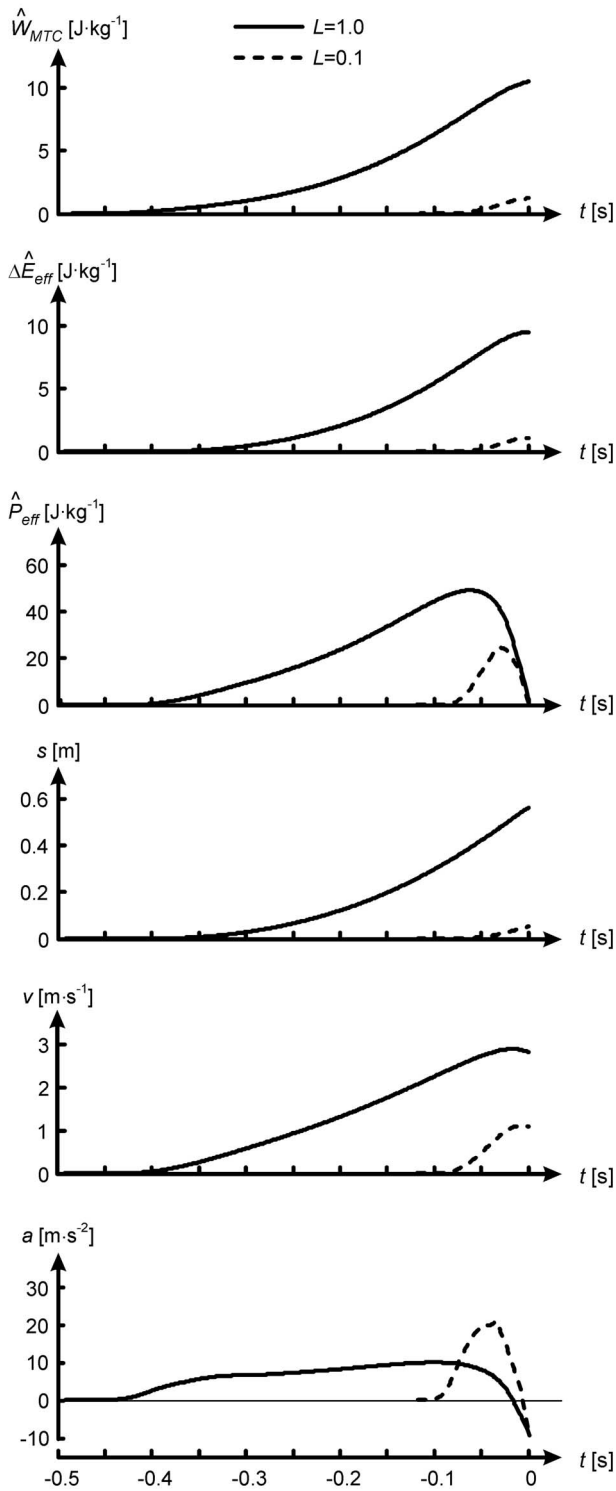 Ŵ_MTC [J·kg⁻¹]
L=1.0
L=0.1
10
5
0
t [s]
ΔÊ_eff [J·kg⁻¹]
10
5
0
t [s]
P̂_eff [J·kg⁻¹]
60
40
20
0
t [s]
s [m]
0.6
0.4
0.2
0
t [s]
v [m·s⁻¹]
3
2
1
0
t [s]
a [m·s⁻²]
30
20
10
0
-10
t [s]
-0.5 -0.4 -0.3 -0.2 -0.1 0